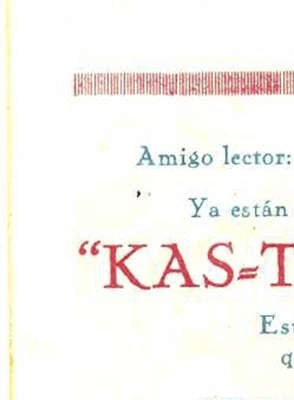 Amigo lector:
Ya están
"KAS=T
Es
q